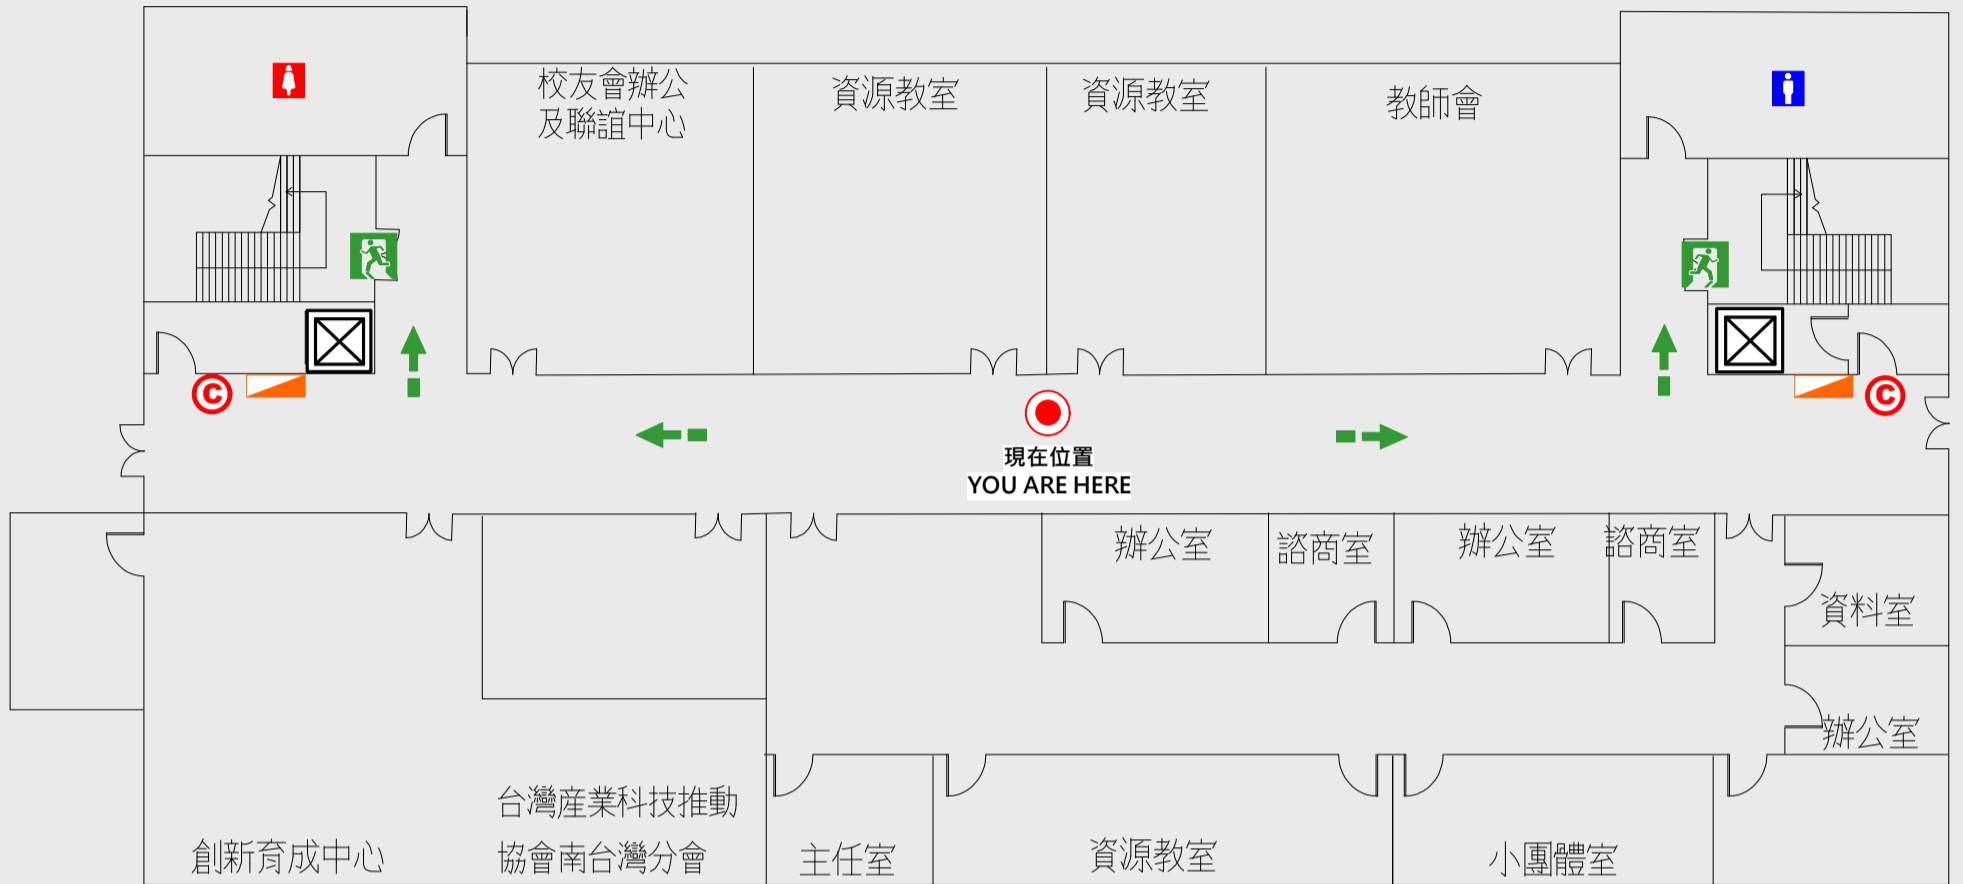 校友會辦公
及聯誼中心
資源教室
資源教室
教師會
C
C
現在位置
YOU ARE HERE
辦公室
諮商室
辦公室
諮商室
資料室
辦公室
台灣産業科技推動
協會南台灣分會
創新育成中心
主任室
資源教室
小團體室